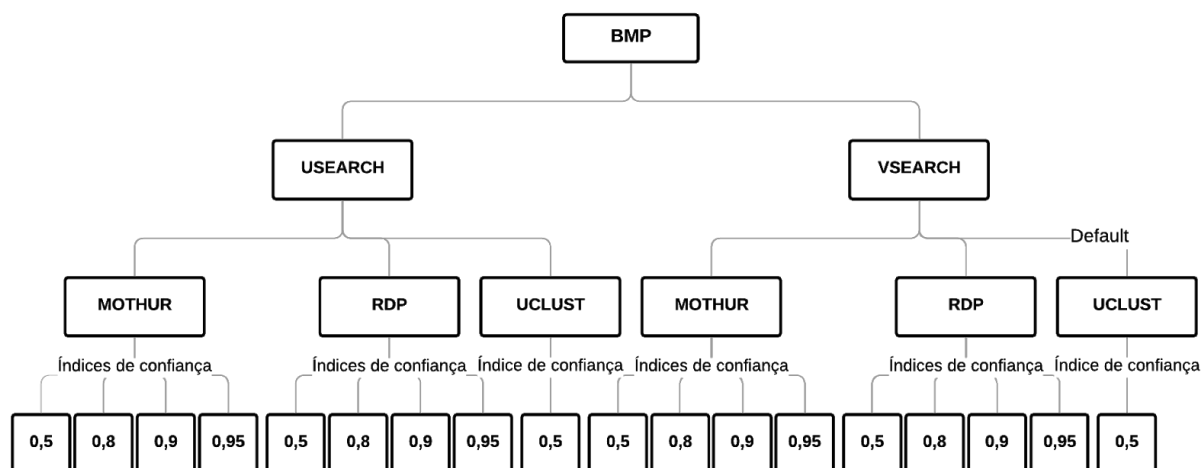 BMP
USEARCH
VSEARCH
Default
MOTHUR
RDP
UCLUST
MOTHUR
RDP
UCLUST
Índices de confiança
Índices de confiança
Índice de confiança
Índices de confiança
Índices de confiança
Índice de confiança
0,5
0,8
0,9
0,95
0,5
0,8
0,9
0,95
0,5
0,5
0,8
0,9
0,95
0,5
0,8
0,9
0,95
0,5